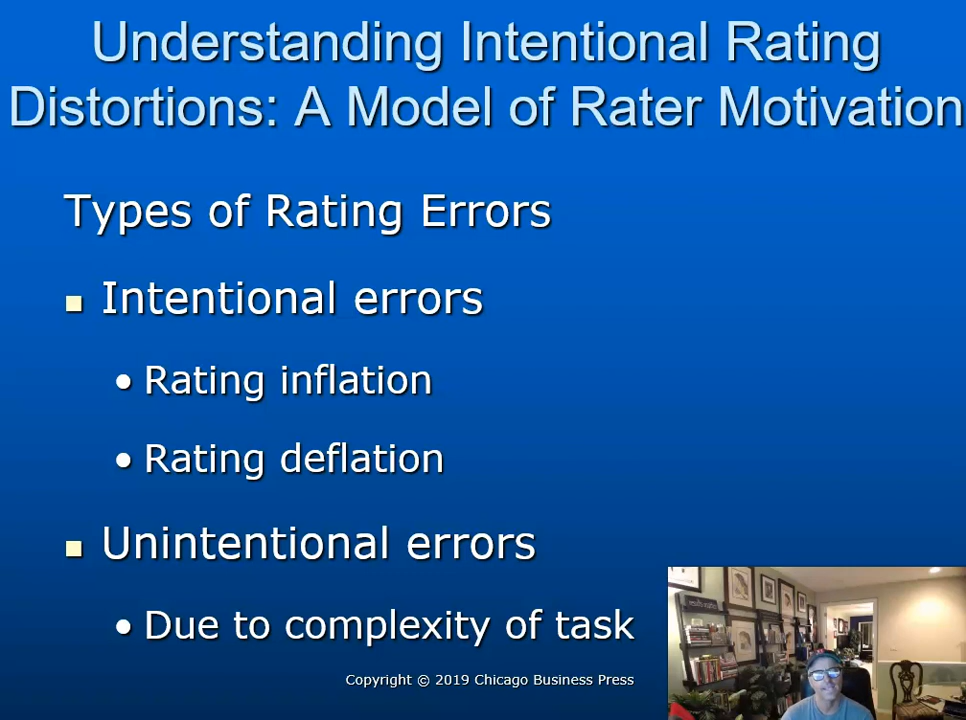 Understanding Intentional Rating
Distortions: A Model of Rater Motivation
Types of Rating Errors
Intentional errors
• Rating inflation
• Rating deflation
Unintentional errors
• Due to complexity of task
Copyright © 2019 Chicago Business Press